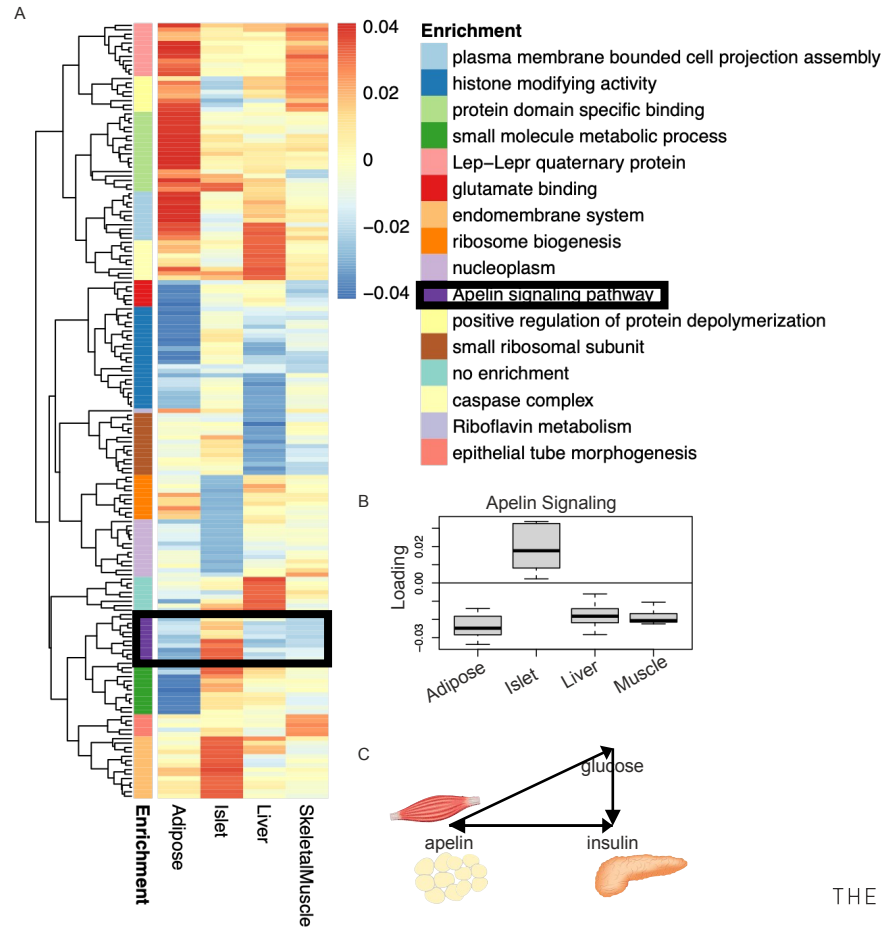 A
0.04
0.02
0
−0.02
−0.04
Enrichment
plasma membrane bounded cell projection assembly
histone modifying activity
protein domain specific binding
small molecule metabolic process
Lep−Lepr quaternary protein
glutamate binding
endomembrane system
ribosome biogenesis
nucleoplasm
Apelin signaling pathway
positive regulation of protein depolymerization
small ribosomal subunit
no enrichment
caspase complex
Riboflavin metabolism
epithelial tube morphogenesis
Enrichment
Adipose
Islet
Liver
SkeletalMuscle
B
Apelin Signaling
Loading
0.02
0.00
−0.03
Adipose
Islet
Liver
Muscle
C
glucose
apelin
insulin
THE